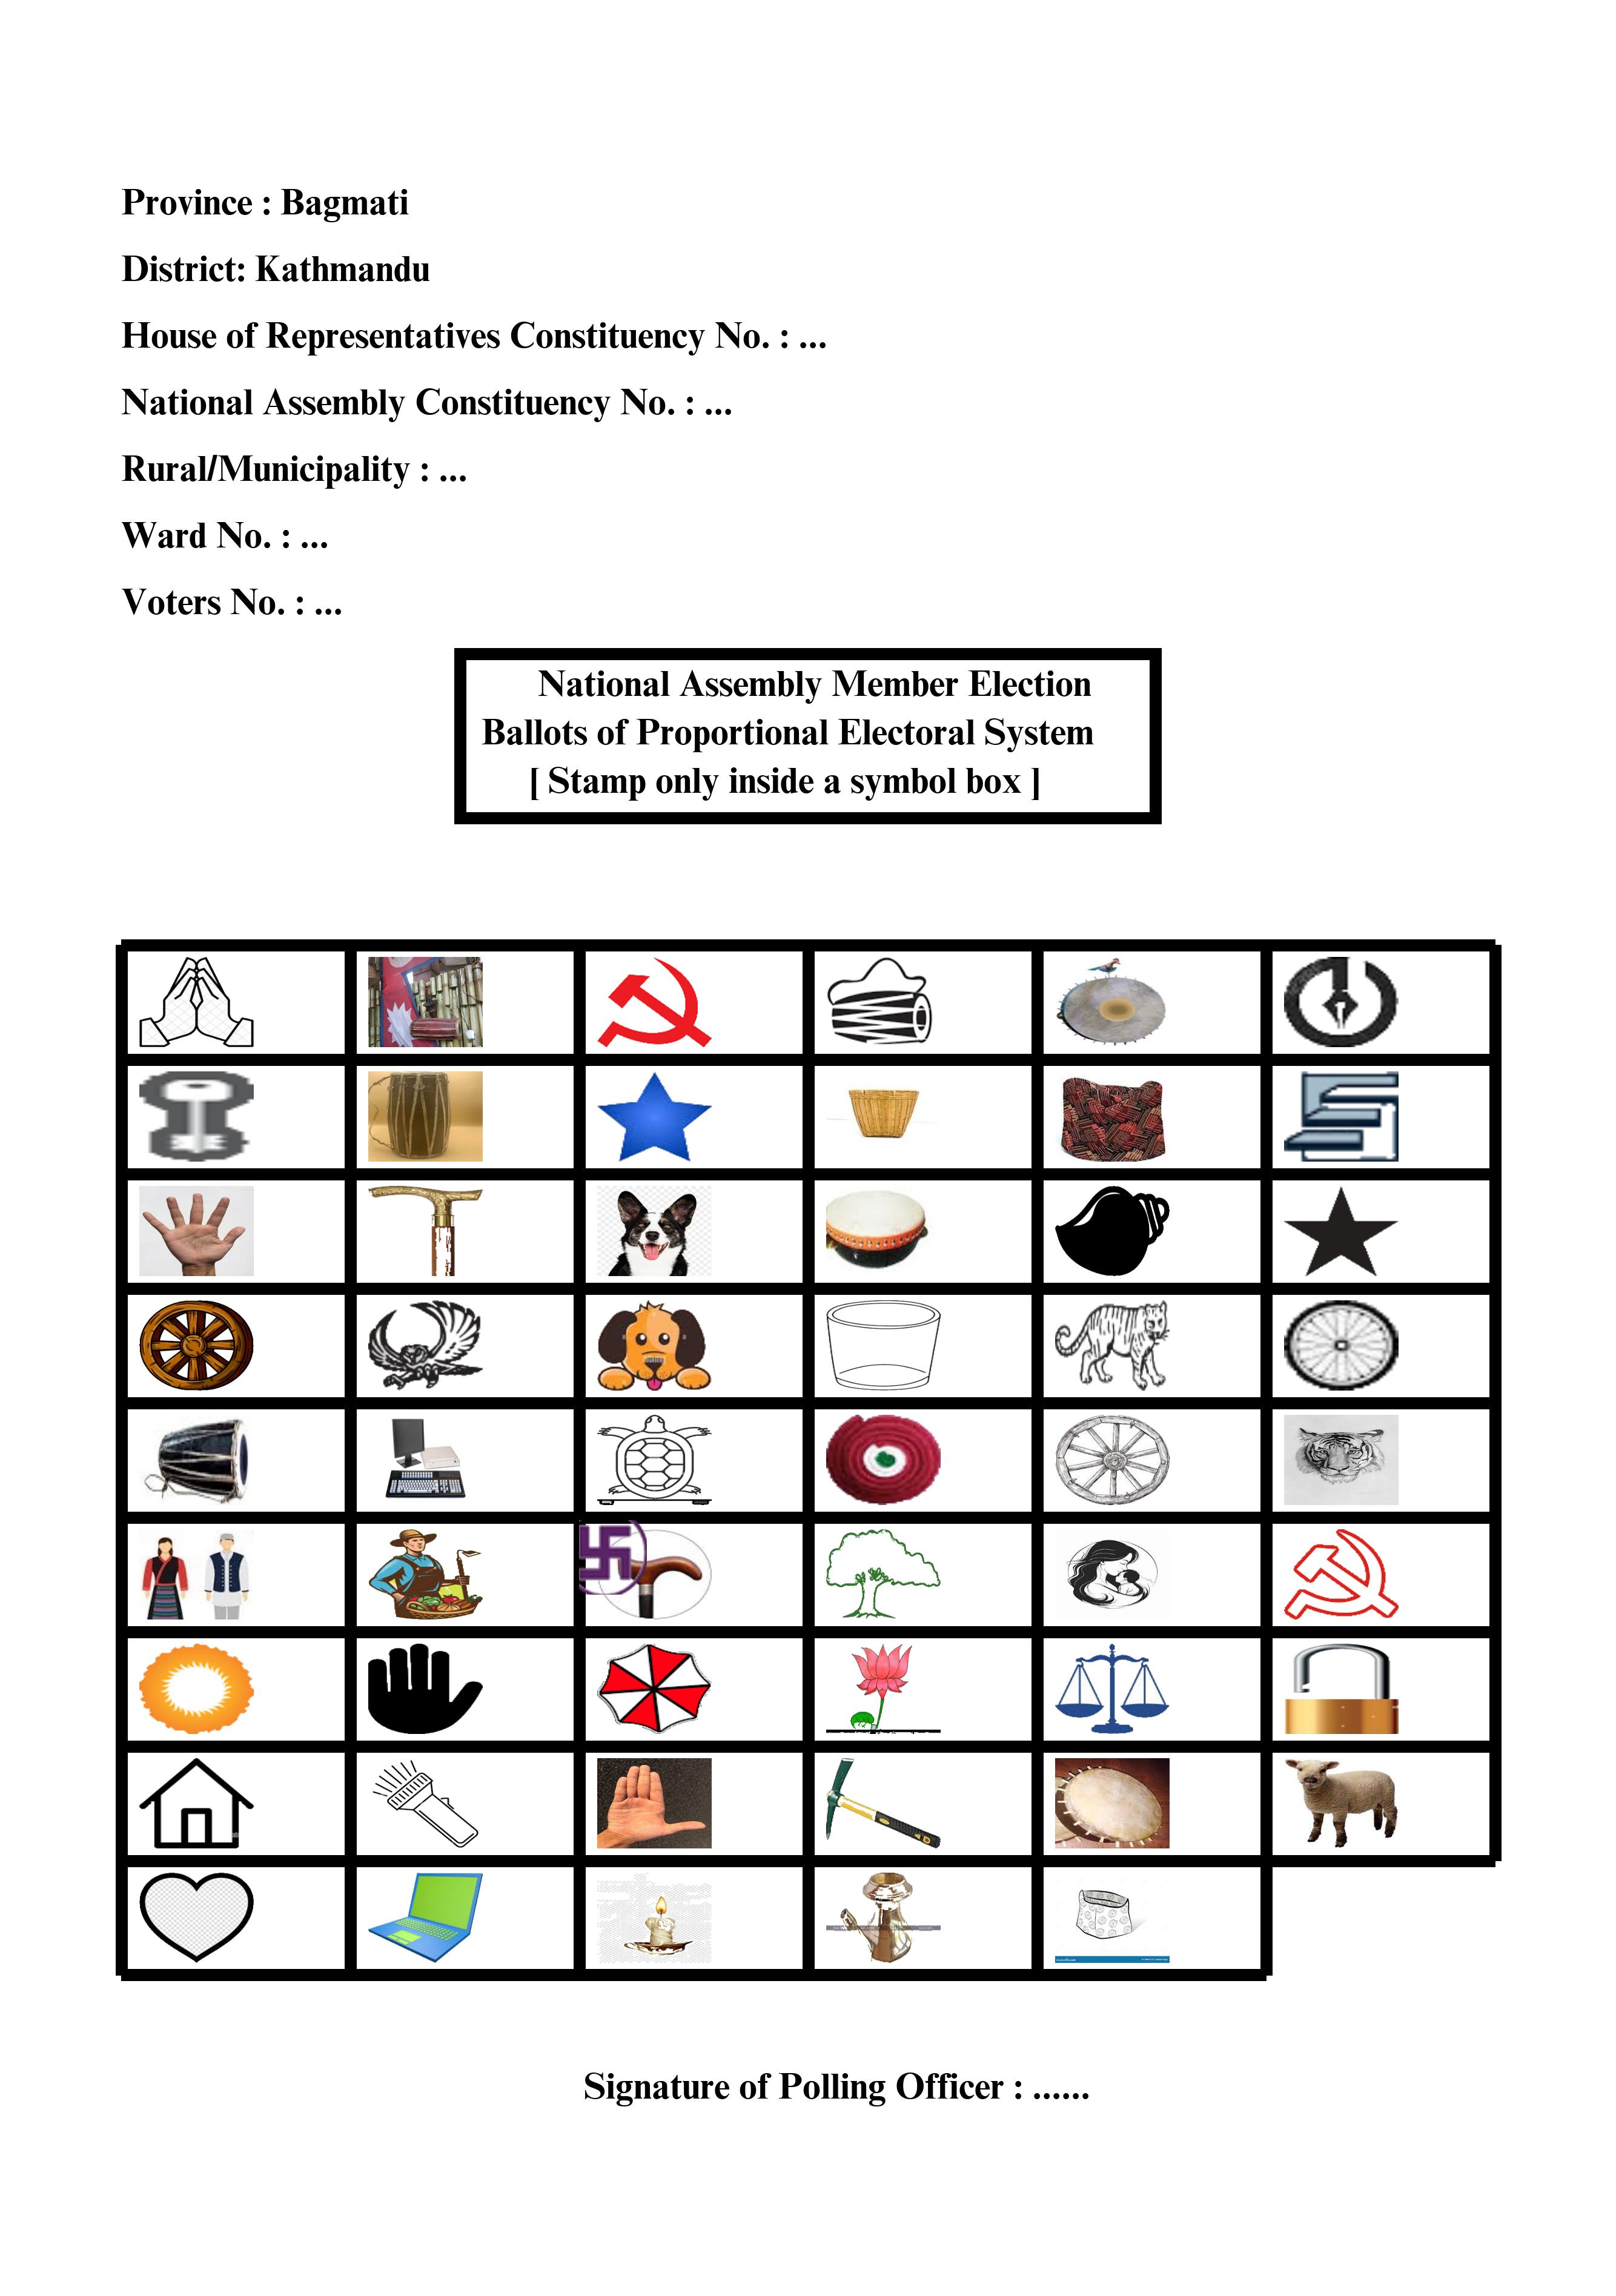 Province : Bagmati
District: Kathmandu
House of Representatives Constituency No. : ...
National Assembly Constituency No. : ...
Rural/Municipality : ...
Ward No. : ...
Voters No. : ...
National Assembly Member Election
Ballots of Proportional Electoral System
[ Stamp only inside a symbol box ]
Signature of Polling Officer : ......